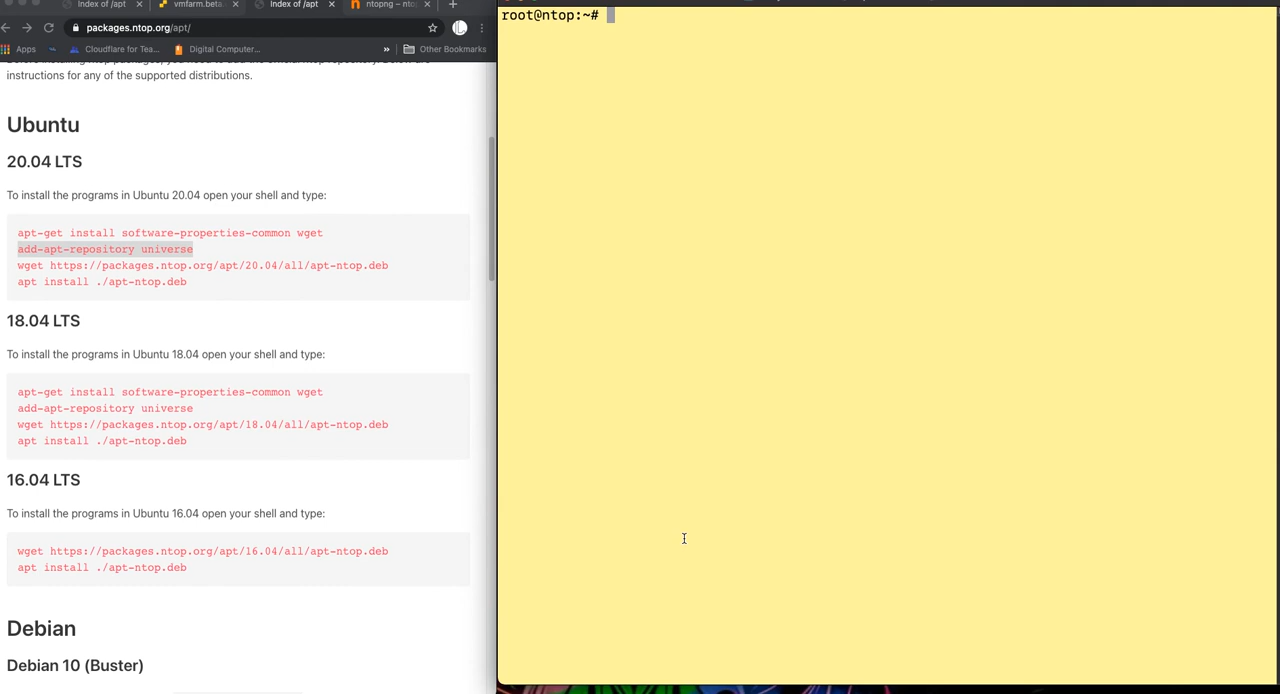 Index of /apt
vmfarm.beta.
Index of /apt
ntopng – nto
packages.ntop.org/apt/
Apps
Cloudflare for Tea...
Digital Computer...
»
Other Bookmarks
instructions for any of the supported distributions.
Ubuntu
20.04 LTS
To install the programs in Ubuntu 20.04 open your shell and type:
apt-get install software-properties-common wget
add-apt-repository universe
wget https://packages.ntop.org/apt/20.04/all/apt-ntop.deb
apt install ./apt-ntop.deb
18.04 LTS
To install the programs in Ubuntu 18.04 open your shell and type:
apt-get install software-properties-common wget
add-apt-repository universe
wget https://packages.ntop.org/apt/18.04/all/apt-ntop.deb
apt install ./apt-ntop.deb
16.04 LTS
To install the programs in Ubuntu 16.04 open your shell and type:
wget https://packages.ntop.org/apt/16.04/all/apt-ntop.deb
apt install ./apt-ntop.deb
Debian
Debian 10 (Buster)
root@ntop:~#